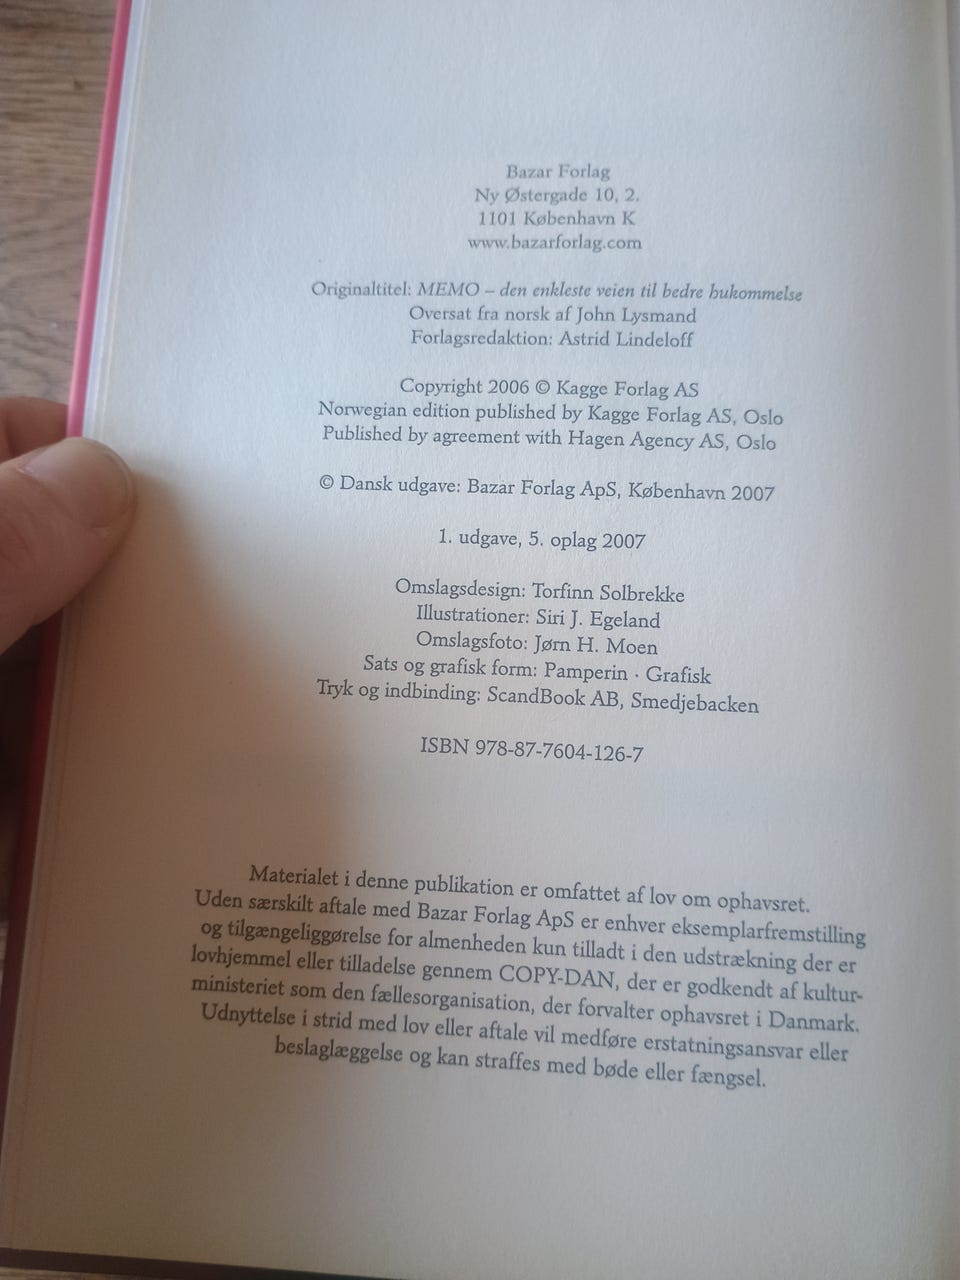 Bazar Forlag
Ny Østergade 10, 2.
1101 København K
www.bazarforlag.com
Originaltitel: MEMO – den enkleste veien til bedre hukommelse
Oversat fra norsk af John Lysmand
Forlagsredaktion: Astrid Lindeloff
Copyright 2006 © Kagge Forlag AS
Norwegian edition published by Kagge Forlag AS, Oslo
Published by agreement with Hagen Agency AS, Oslo
© Dansk udgave: Bazar Forlag ApS, København 2007
1. udgave, 5. oplag 2007
Omslagsdesign: Torfinn Solbrekke
Illustrationer: Siri J. Egeland
Omslagsfoto: Jørn H. Moen
Sats og grafisk form: Pamperin · Grafisk
Tryk og indbinding: ScandBook AB, Smedjebacken
ISBN 978-87-7604-126-7
Materialet i denne publikation er omfattet af lov om ophavsret.
Uden særskilt aftale med Bazar Forlag ApS er enhver eksemplarfremstilling
og tilgængeliggørelse for almenheden kun tilladt i den udstrækning der er
lovhjemmel eller tilladelse gennem COPY-DAN, der er godkendt af kultur-
ministeriet som den fællesorganisation, der forvalter ophavsret i Danmark.
Udnyttelse i strid med lov eller aftale vil medføre erstatningsansvar eller
beslaglæggelse og kan straffes med bøde eller fængsel.